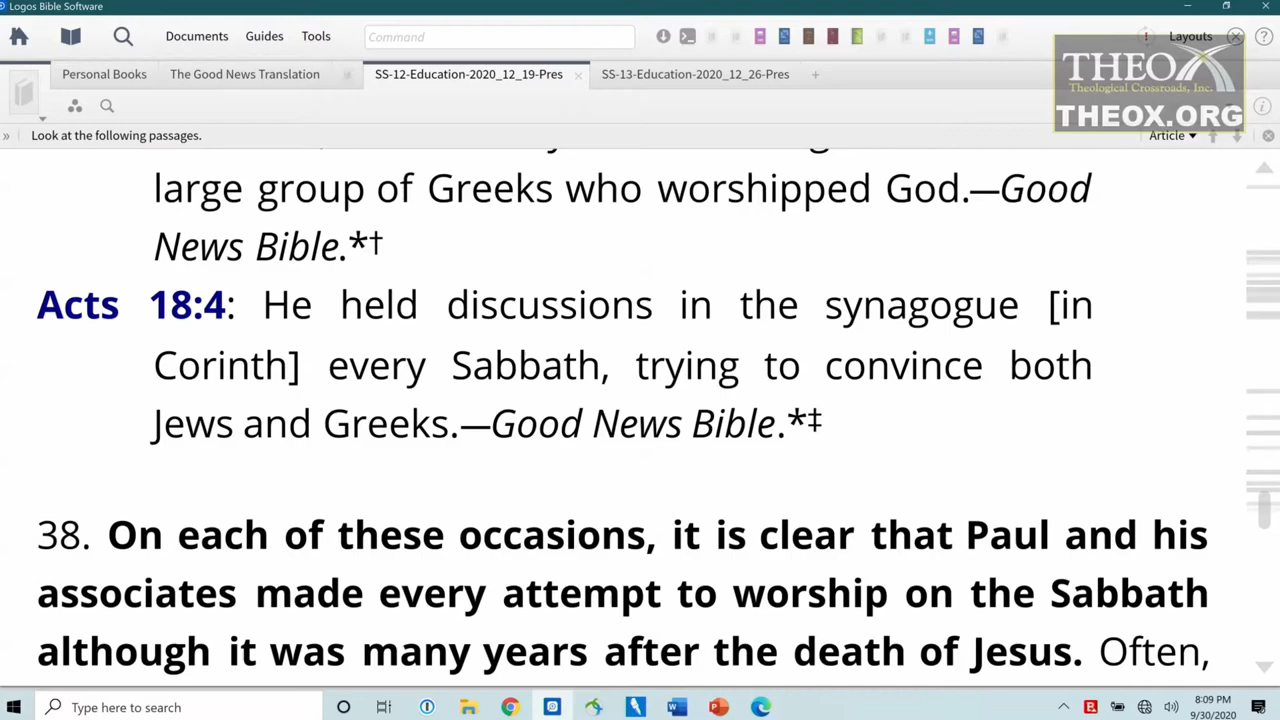 Logos Bible Software
Documents Guides Tools Command Layouts
Personal Books The Good News Translation SS-12-Education-2020_12_19-Pres SS-13-Education-2020_12_26-Pres
THEOX
Theological Crossroads, Inc.
THEOX.ORG
Look at the following passages. Article
large group of Greeks who worshipped God.—Good
News Bible.*†
Acts 18:4: He held discussions in the synagogue [in
Corinth] every Sabbath, trying to convince both
Jews and Greeks.—Good News Bible.*‡
38. On each of these occasions, it is clear that Paul and his
associates made every attempt to worship on the Sabbath
although it was many years after the death of Jesus. Often,
Type here to search
8:09 PM
9/30/2020